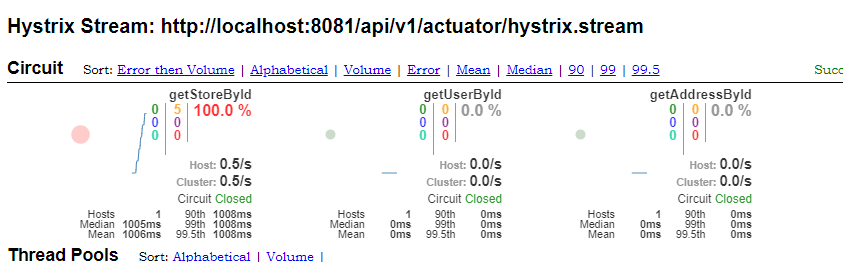 Hystrix Stream: http://localhost:8081/api/v1/actuator/hystrix.stream
Circuit Sort: Error then Volume | Alphabetical | Volume | Error | Mean | Median | 90 | 99 | 99.5 Succ
getStoreById
0 5 100.0 %
0 0
0 0
Host: 0.5/s
Cluster: 0.5/s
Circuit Closed
Hosts 1 90th 1008ms
Median 1005ms 99th 1008ms
Mean 1006ms 99.5th 1008ms
getUserById
0 0 0.0 %
0 0
0 0
Host: 0.0/s
Cluster: 0.0/s
Circuit Closed
Hosts 1 90th 0ms
Median 0ms 99th 0ms
Mean 0ms 99.5th 0ms
getAddressById
0 0 0.0 %
0 0
0 0
Host: 0.0/s
Cluster: 0.0/s
Circuit Closed
Hosts 1 90th 0ms
Median 0ms 99th 0ms
Mean 0ms 99.5th 0ms
Thread Pools Sort: Alphabetical | Volume |